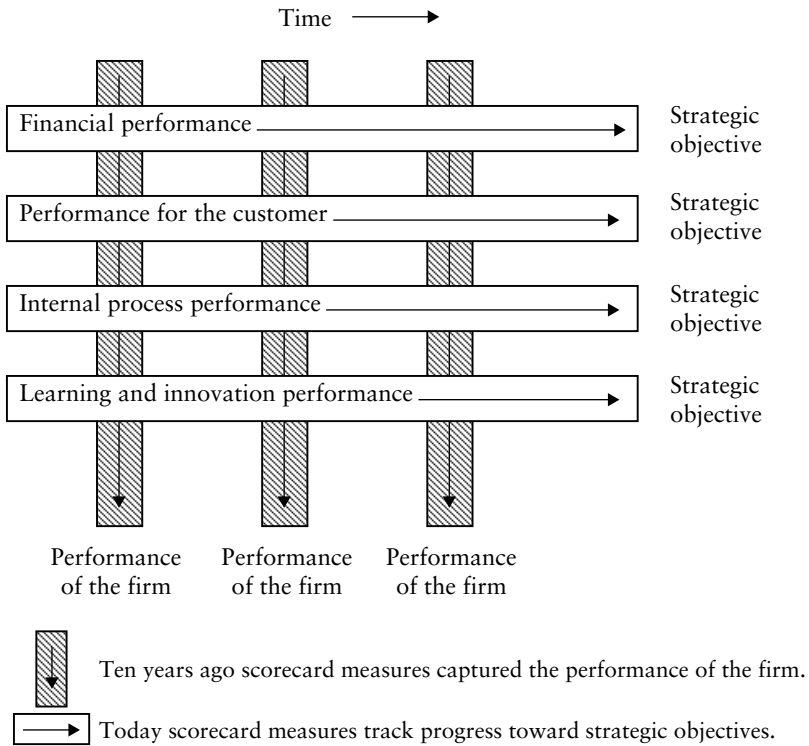 Time
Financial performance
Strategic
objective
Performance for the customer
Strategic
objective
Internal process performance
Strategic
objective
Learning and innovation performance
Strategic
objective
Performance
of the firm
Performance
of the firm
Performance
of the firm
Ten years ago scorecard measures captured the performance of the firm.
Today scorecard measures track progress toward strategic objectives.